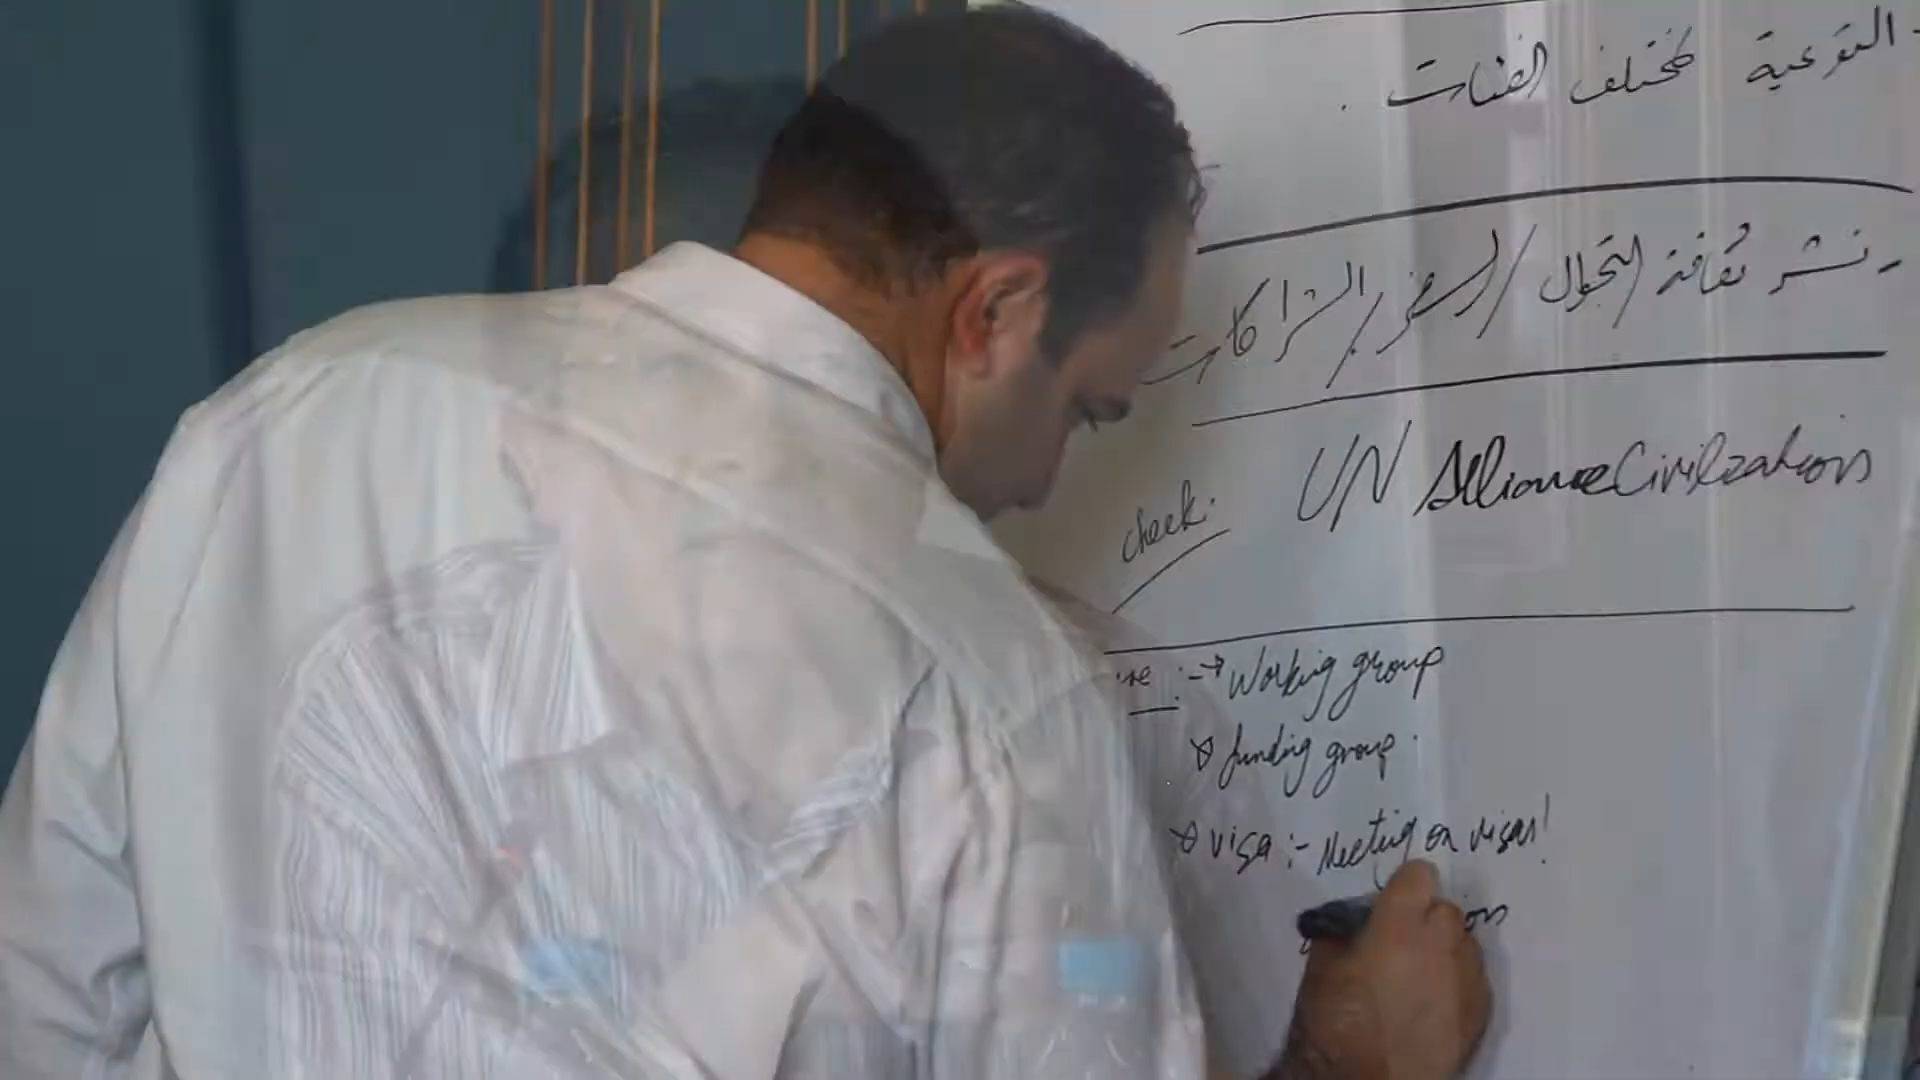 - التوعية لمختلف الفئات .
- نشر ثقافة التجوال / السفر / الشراكات
check: UN Alliance Civilizations
:- → Working group
funding group.
visa :- Meeting on visas!